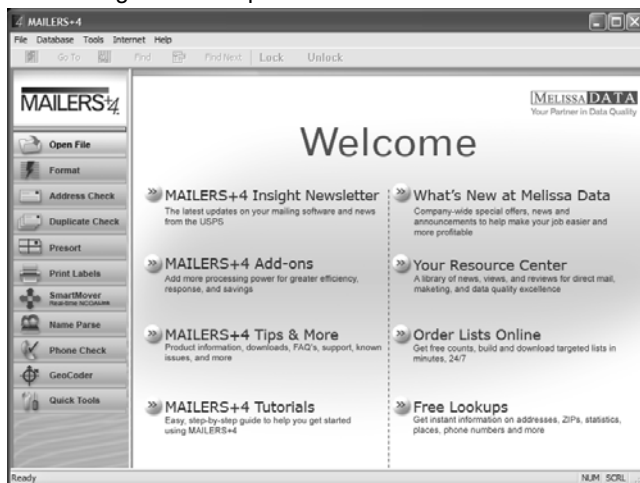 MAILERS+4
File Database Tools Internet Help
Go To Find Find Next Lock Unlock
MAILERS+4
MELISSA DATA
Your Partner in Data Quality
Welcome
Open File
Format
Address Check
Duplicate Check
Presort
Print Labels
SmartMover
Real-time NCOALink
Name Parse
Phone Check
GeoCoder
Quick Tools
MAILERS+4 Insight Newsletter
The latest updates on your mailing software and news
from the USPS
MAILERS+4 Add-ons
Add more processing power for greater efficiency,
response, and savings
MAILERS+4 Tips & More
Product information, downloads, FAQ's, support, known
issues, and more
MAILERS+4 Tutorials
Easy, step-by-step guide to help you get started
using MAILERS+4
What's New at Melissa Data
Company-wide special offers, news and
announcements to help make your job easier and
more profitable
Your Resource Center
A library of news, views, and reviews for direct mail,
maketing, and data quality excellence
Order Lists Online
Get free counts, build and download targeted lists in
minutes, 24/7
Free Lookups
Get instant information on addresses, ZIPs, statistics,
places, phone numbers and more
Ready
NUM SCRL